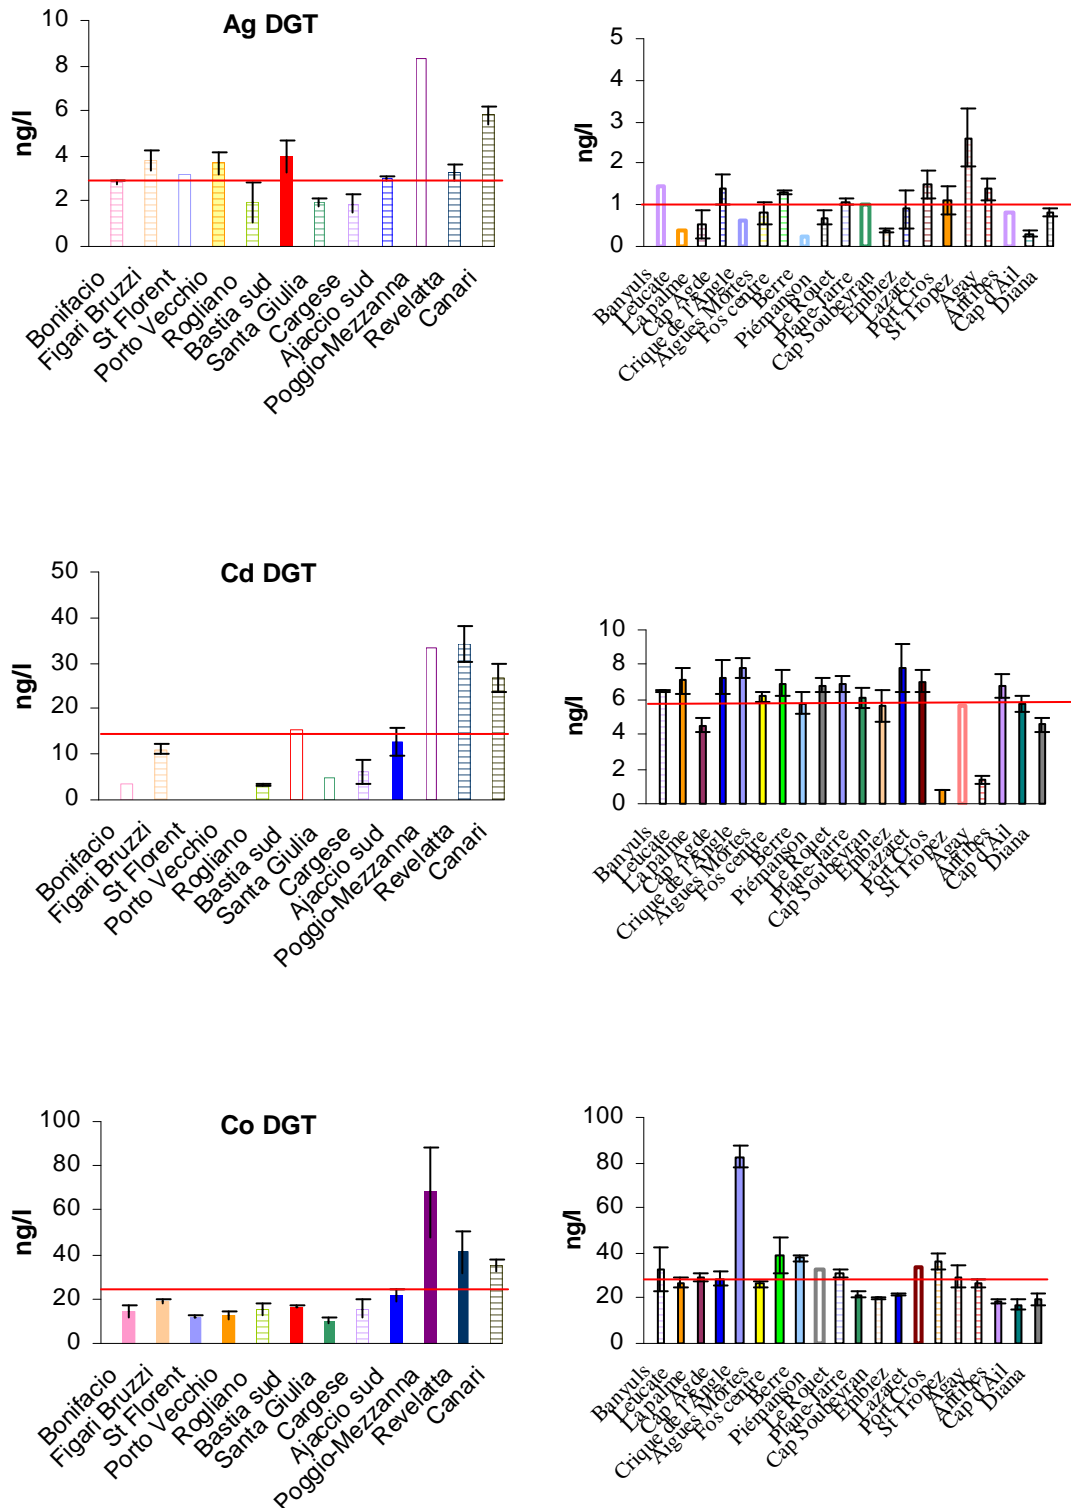 Ag DGT
ng/l
10
8
6
4
2
0
Bonifacio
Figari Bruzzi
St Florent
Porto Vecchio
Rogliano
Bastia sud
Santa Giulia
Cargese
Ajaccio sud
Poggio-Mezzanna
Revelatta
Canari
ng/l
5
4
3
2
1
0
Banyuls
Leucate
La palme
Cap Agde
Crique de l'Angle
Aigues Mortes
Fos centre
Berre
Piémanson
Le Rouet
Plane-Jarre
Cap Soubeyran
Embiez
Lazaret
Port Cros
St Tropez
Agay
Antibes
Cap d'Ail
Diana
Cd DGT
ng/l
50
40
30
20
10
0
Bonifacio
Figari Bruzzi
St Florent
Porto Vecchio
Rogliano
Bastia sud
Santa Giulia
Cargese
Ajaccio sud
Poggio-Mezzanna
Revelatta
Canari
ng/l
10
8
6
4
2
0
Banyuls
Leucate
La palme
Cap Agde
Crique de l'Angle
Aigues Mortes
Fos centre
Berre
Piémanson
Le Rouet
Plane-Jarre
Cap Soubeyran
Embiez
Lazaret
Port Cros
St Tropez
Agay
Antibes
Cap d'Ail
Diana
Co DGT
ng/l
100
80
60
40
20
0
Bonifacio
Figari Bruzzi
St Florent
Porto Vecchio
Rogliano
Bastia sud
Santa Giulia
Cargese
Ajaccio sud
Poggio-Mezzanna
Revelatta
Canari
ng/l
100
80
60
40
20
0
Banyuls
Leucate
La palme
Cap Agde
Crique de l'Angle
Aigues Mortes
Fos centre
Berre
Piémanson
Le Rouet
Plane-Jarre
Cap Soubeyran
Embiez
Lazaret
Port Cros
St Tropez
Agay
Antibes
Cap d'Ail
Diana